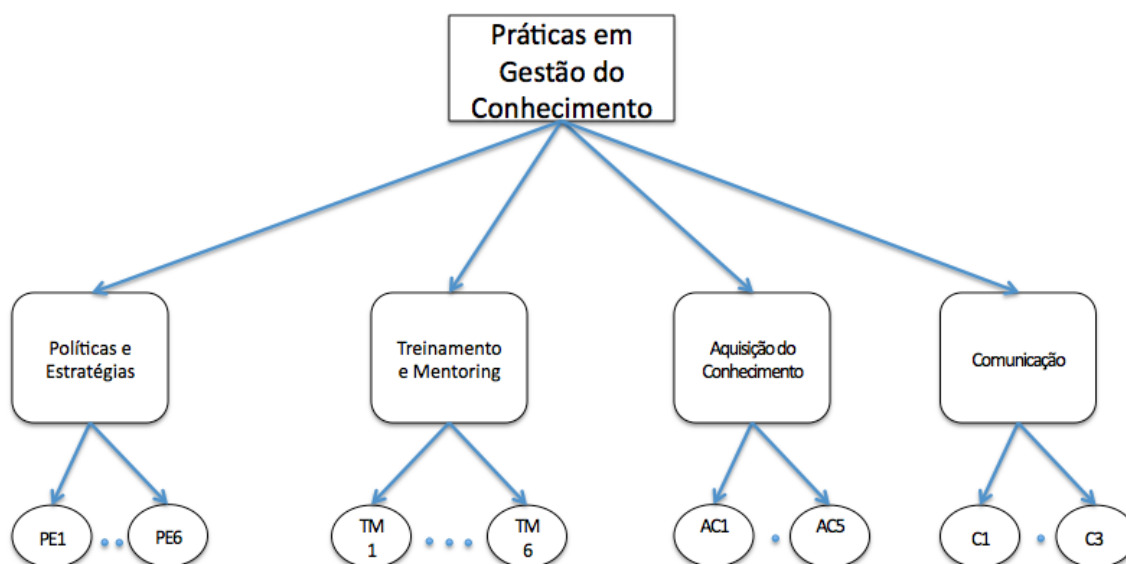 Práticas em
Gestão do
Conhecimento
Políticas e
Estratégias
Treinamento
e Mentoring
Aquisição do
Conhecimento
Comunicação
PE1
PE6
TM
1
TM
6
AC1
AC5
C1
C3